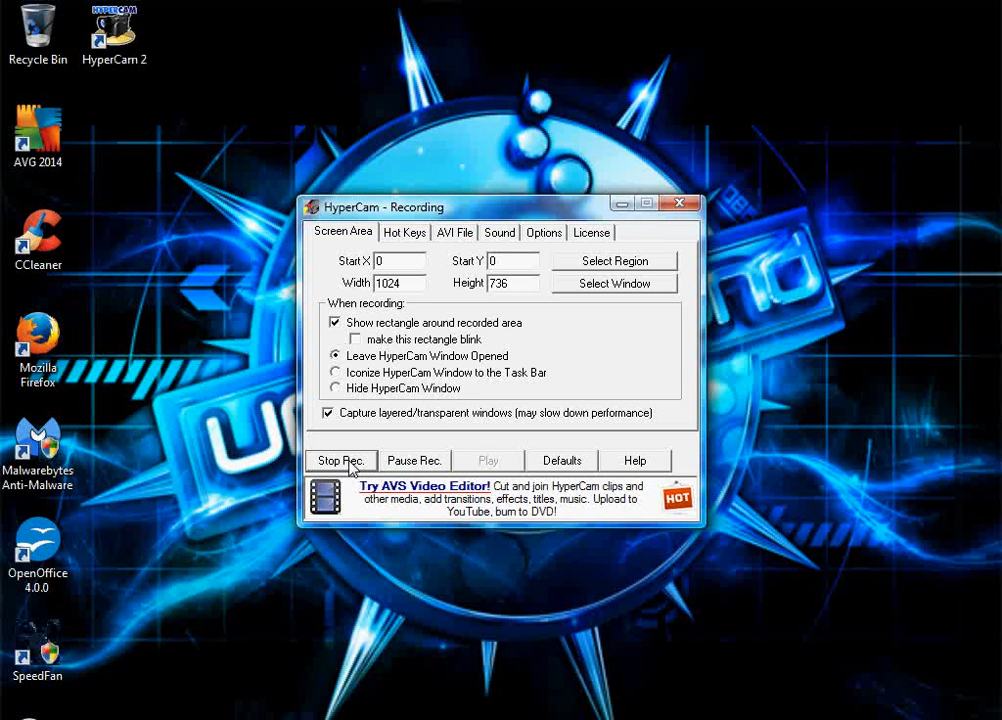 HYPERCAM
Recycle Bin
HyperCam 2
AVG 2014
CCleaner
Mozilla
Firefox
Malwarebytes
Anti-Malware
OpenOffice
4.0.0
SpeedFan
HyperCam - Recording
Screen Area
Hot Keys
AVI File
Sound
Options
License
Start X 0
Start Y 0
Select Region
Width 1024
Height 736
Select Window
When recording:
Show rectangle around recorded area
make this rectangle blink
Leave HyperCam Window Opened
Iconize HyperCam Window to the Task Bar
Hide HyperCam Window
Capture layered/transparent windows (may slow down performance)
Stop Rec.
Pause Rec.
Play
Defaults
Help
Try AVS Video Editor! Cut and join HyperCam clips and
other media, add transitions, effects, titles, music. Upload to
YouTube, burn to DVD!
HOT